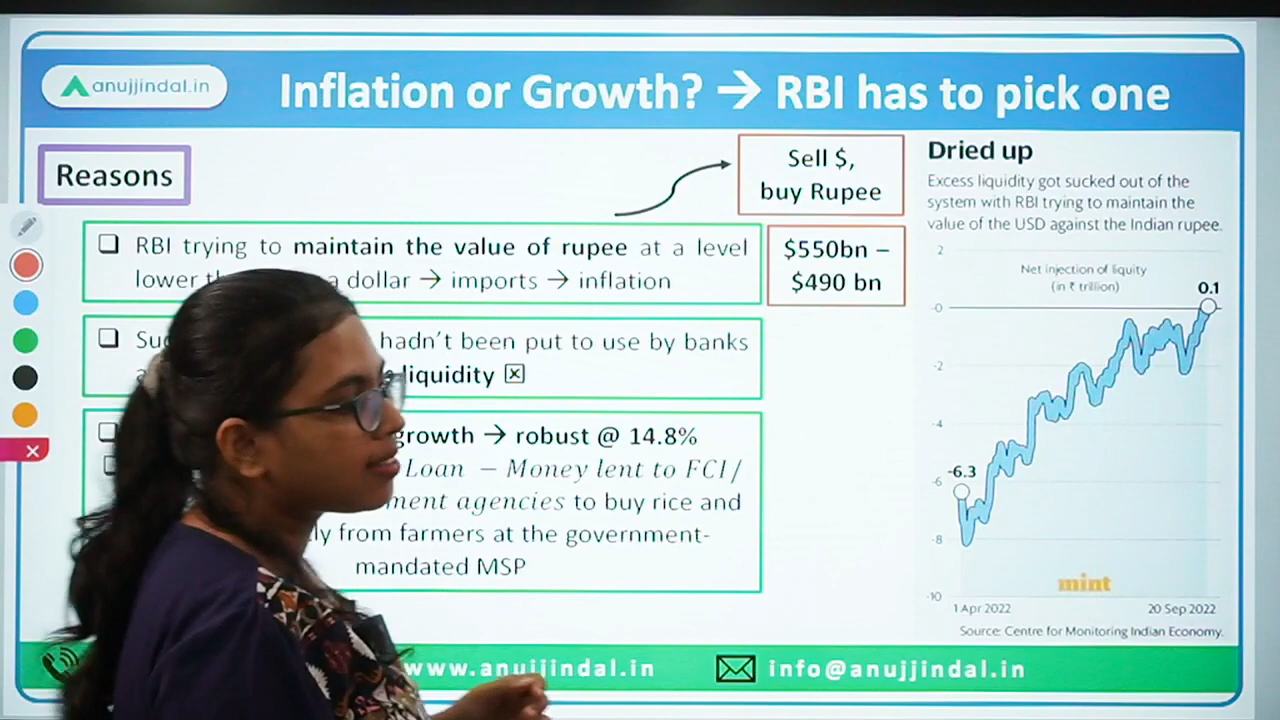 anujjindal.in
Inflation or Growth? → RBI has to pick one
Reasons
Sell $,
buy Rupee
❑ RBI trying to maintain the value of rupee at a level
lower a dollar → imports → inflation
$550bn –
$490 bn
hadn't been put to use by banks
liquidity
growth → robust @ 14.8%
Loan – Money lent to FCI/
agencies to buy rice and
from farmers at the government-
mandated MSP
Dried up
Excess liquidity got sucked out of the
system with RBI trying to maintain the
value of the USD against the Indian rupee.
Net injection of liquity
(in ₹ trillion)
2
-0
-2
-4
-6
-8
-10
0.1
-6.3
mint
1 Apr 2022
20 Sep 2022
Source: Centre for Monitoring Indian Economy.
www.anujjindal.in
info@anujjindal.in